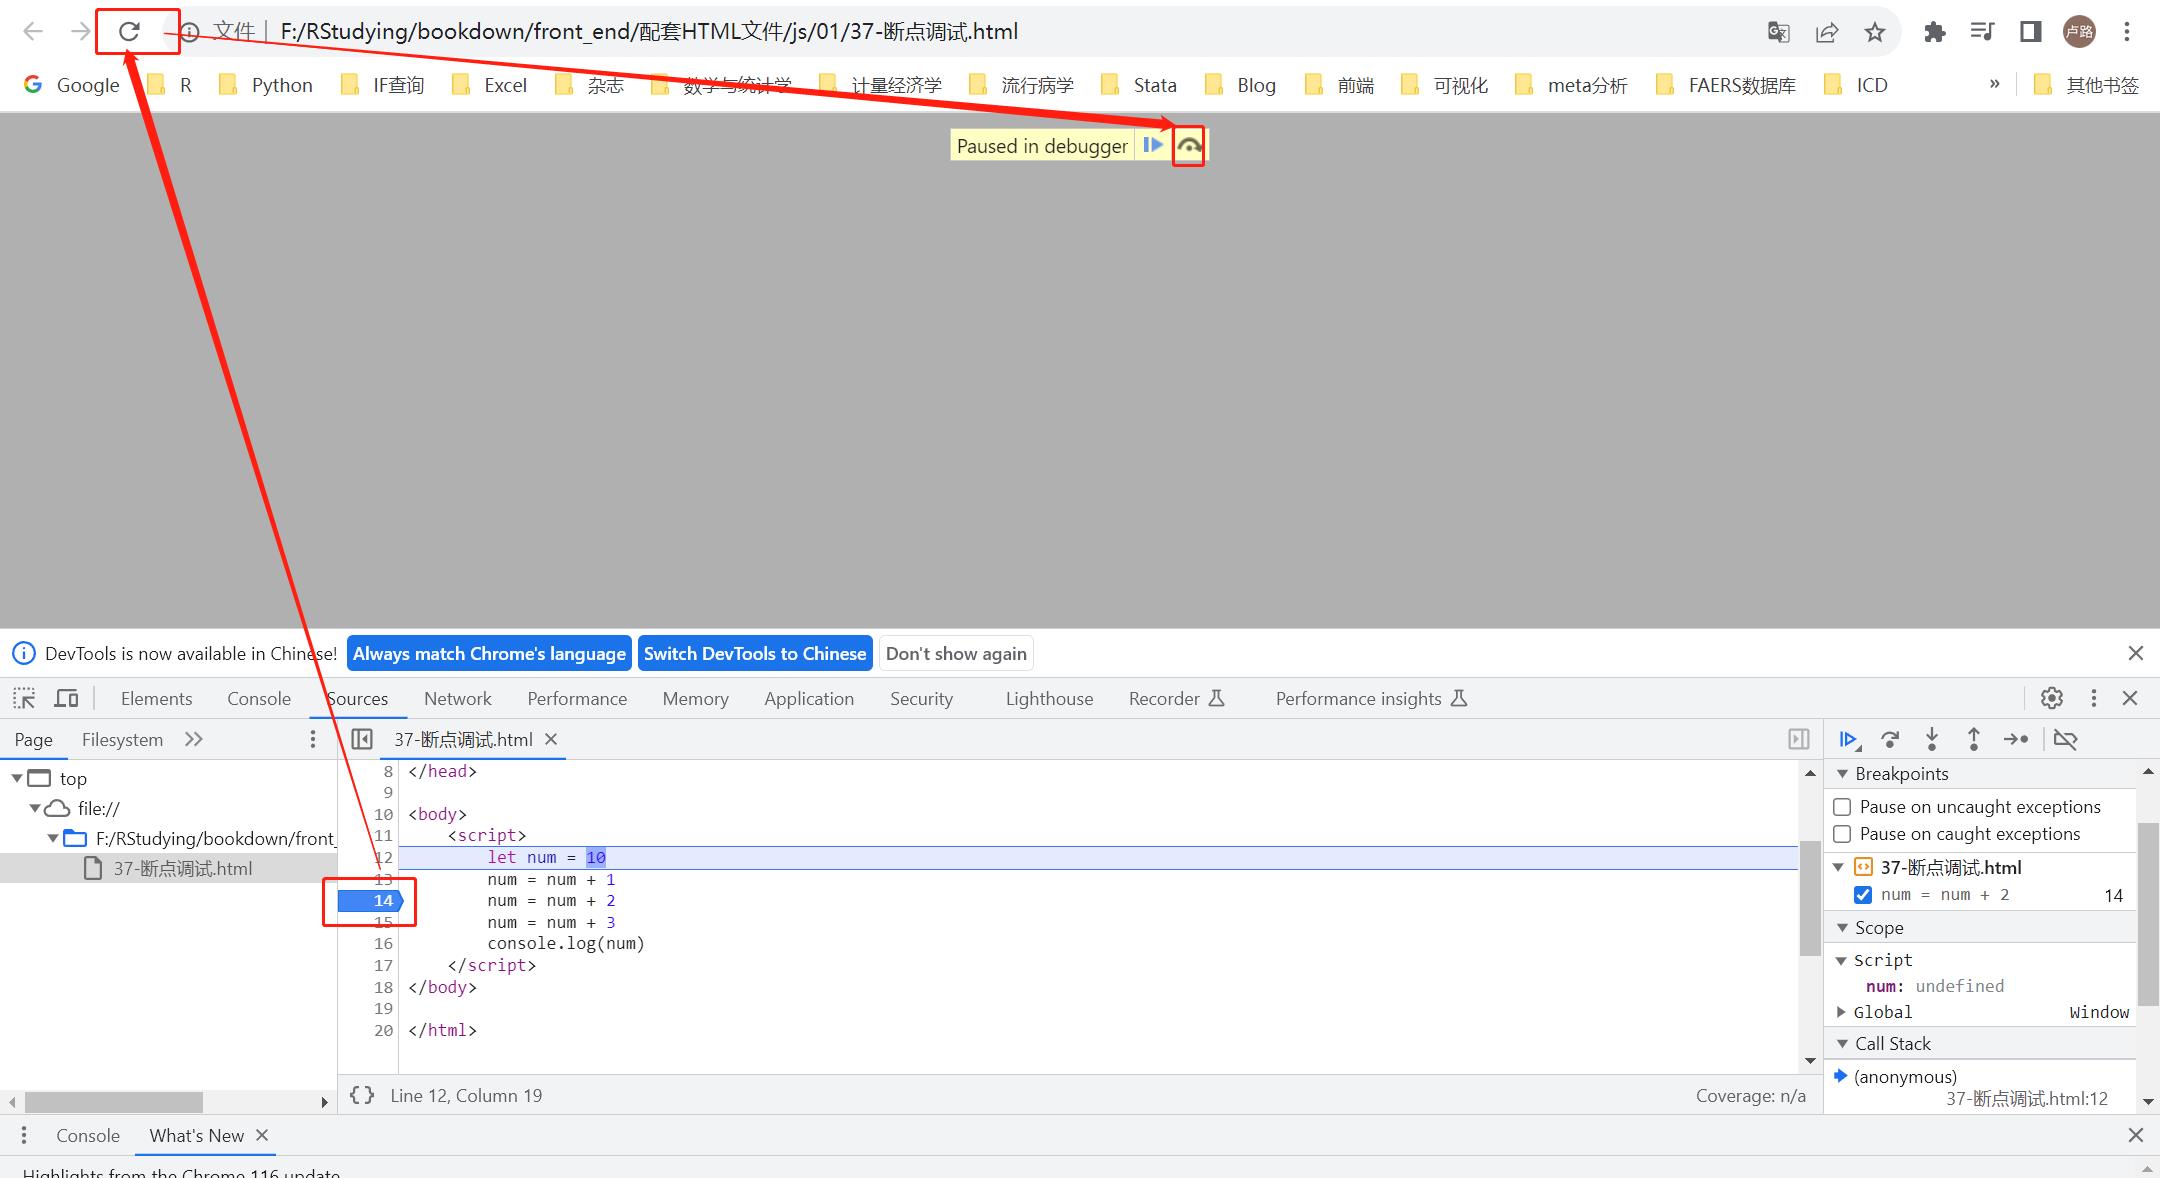 文件 F:/RStudying/bookdown/front_end/配套HTML文件/js/01/37-断点调试.html
卢路
Google R Python IF查询 Excel 杂志 数学与统计学 计量经济学 流行病学 Stata Blog 前端 可视化 meta分析 FAERS数据库 ICD » 其他书签
Paused in debugger
DevTools is now available in Chinese! Always match Chrome's language Switch DevTools to Chinese Don't show again
Elements Console Sources Network Performance Memory Application Security Lighthouse Recorder Performance insights
Page Filesystem
37-断点调试.html
top
file://
F:/RStudying/bookdown/front_
37-断点调试.html
8 </head>
9
10 <body>
11 <script>
12 let num = 10
13 num = num + 1
14 num = num + 2
15 num = num + 3
16 console.log(num)
17 </script>
18 </body>
19
20 </html>
{} Line 12, Column 19
Coverage: n/a
Breakpoints
Pause on uncaught exceptions
Pause on caught exceptions
37-断点调试.html
num = num + 2 14
Scope
Script
num: undefined
Global Window
Call Stack
(anonymous)
37-断点调试.html:12
Console What's New
Highlights from the Chrome 116 update